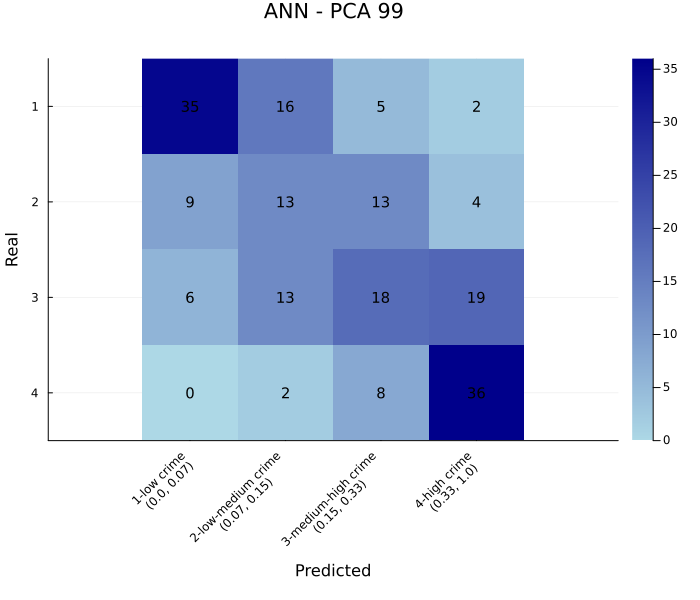 ANN - PCA 99
35
30
25
20
15
10
5
0
Real
1
35 16 5 2
2
9 13 13 4
3
6 13 18 19
4
0 2 8 36
1-low crime
(0.0, 0.07)
2-low-medium crime
(0.07, 0.15)
3-medium-high crime
(0.15, 0.33)
4-high crime
(0.33, 1.0)
Predicted